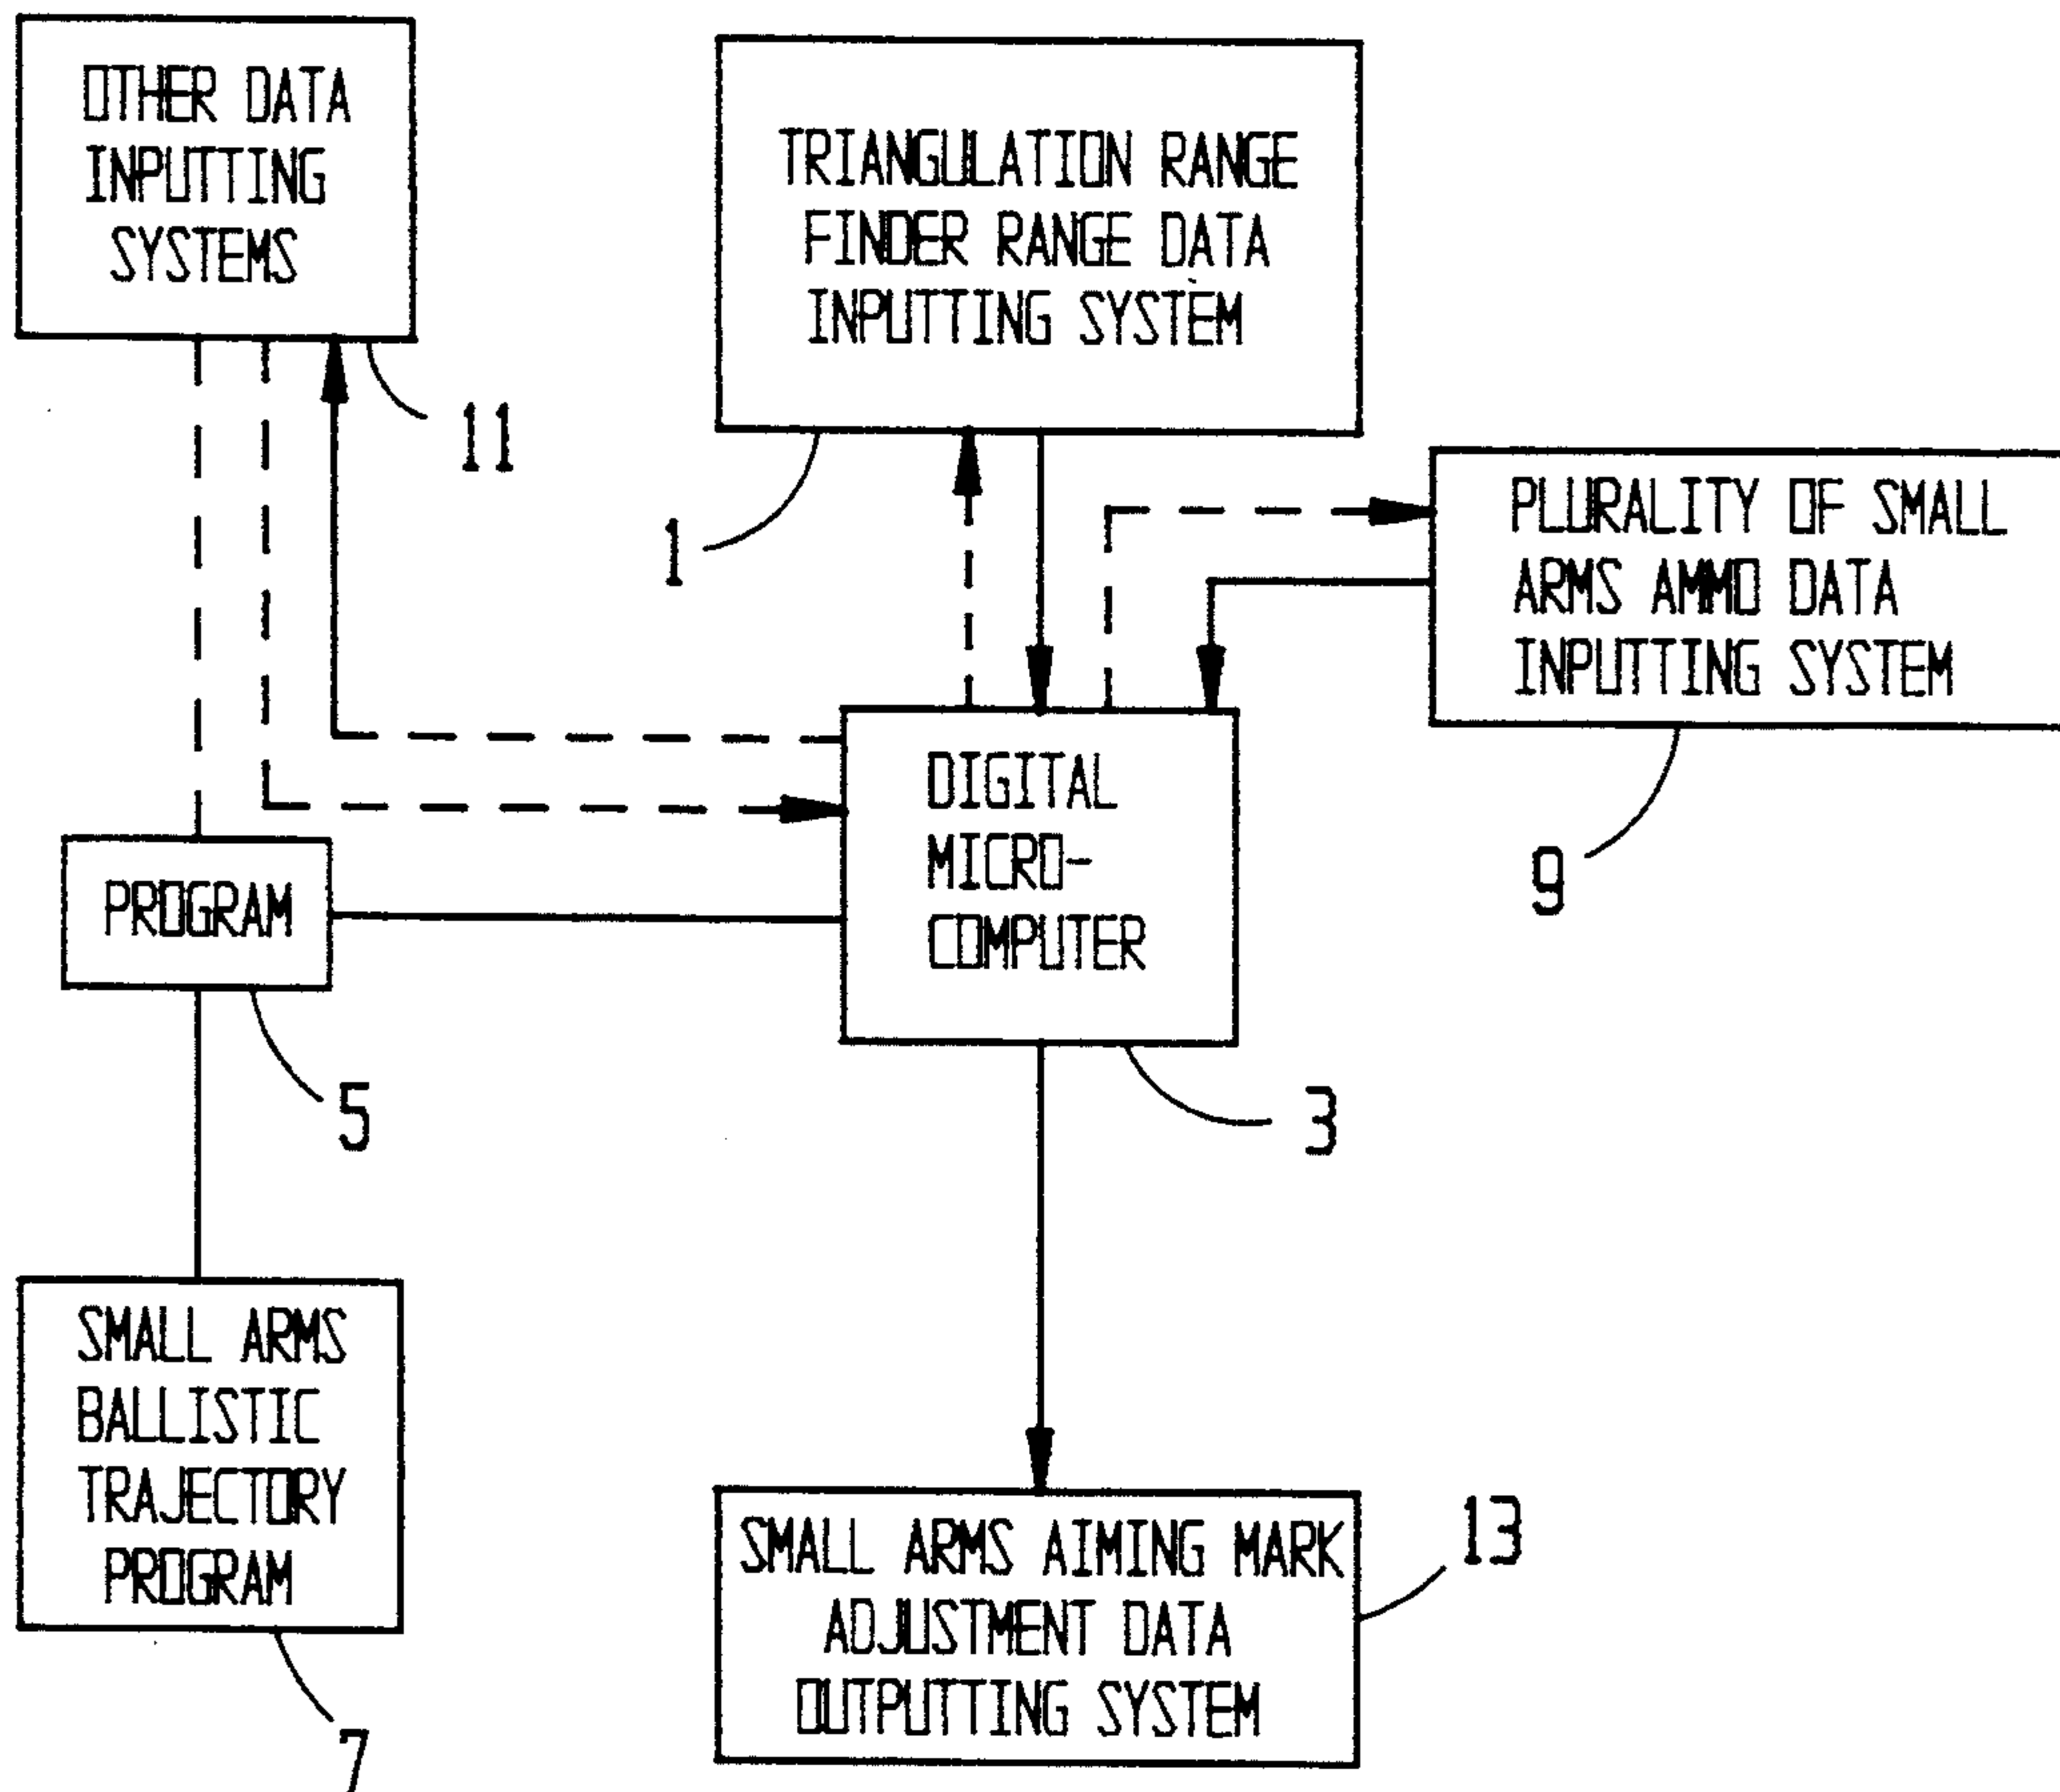 OTHER DATA
INPUTTING
SYSTEMS
11
TRIANGULATION RANGE
FINDER RANGE DATA
INPUTTING SYSTEM
1
PLURALITY OF SMALL
ARMS AMMO DATA
INPUTTING SYSTEM
9
DIGITAL
MICRO-
COMPUTER
3
PROGRAM
5
SMALL ARMS
BALLISTIC
TRAJECTORY
PROGRAM
7
SMALL ARMS AIMING MARK
ADJUSTMENT DATA
OUTPUTTING SYSTEM
13